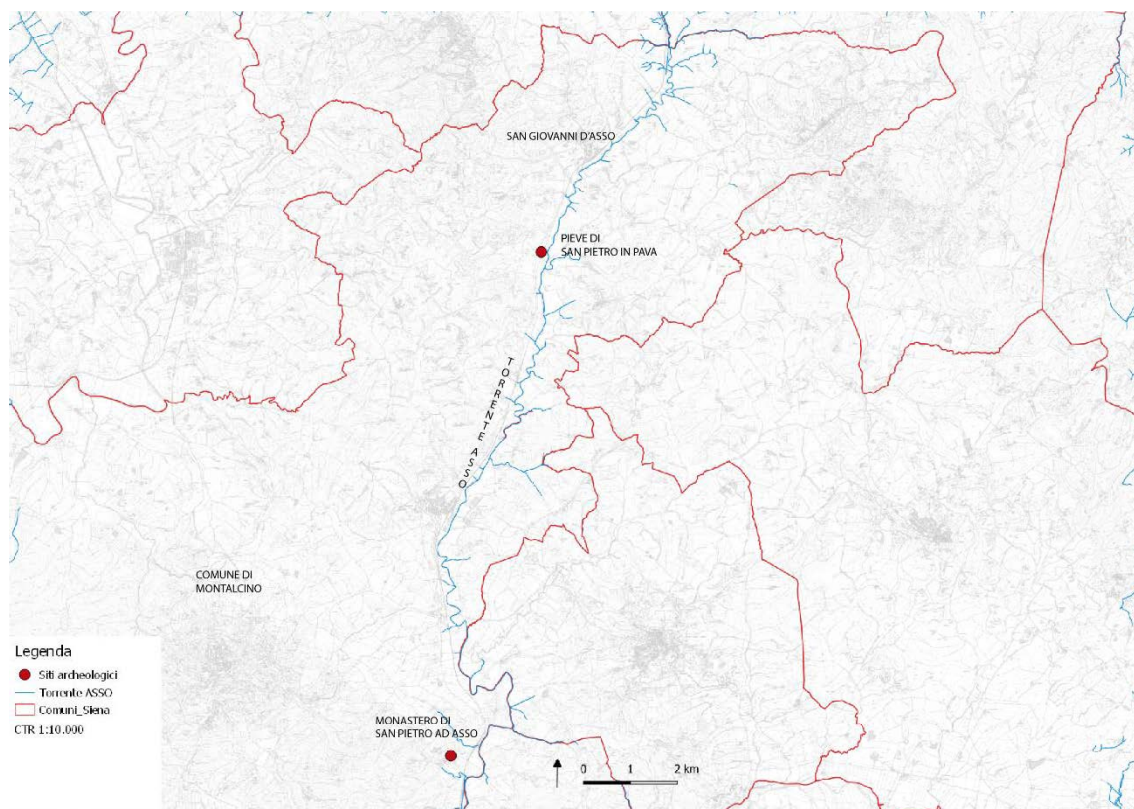 SAN GIOVANNI D'ASSO
PIEVE DI
SAN PIETRO IN PAVA
TORRENTE ASSO
COMUNE DI
MONTALCINO
Legenda
Siti archeologici
Torrente ASSO
Comuni_Siena
CTR 1:10.000
MONASTERO DI
SAN PIETRO AD ASSO
0 1 2 km